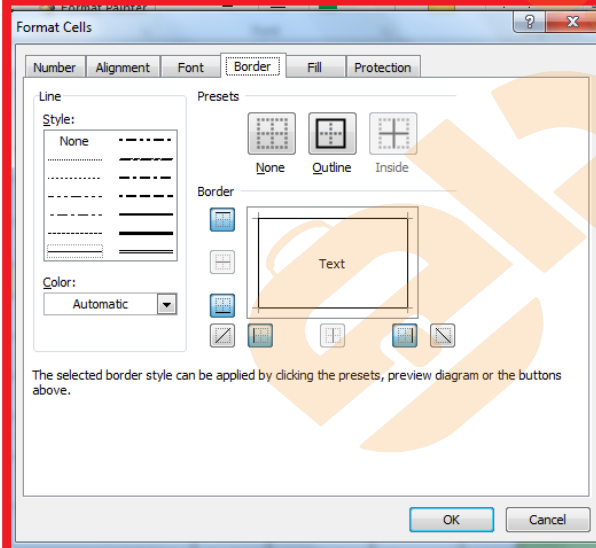 Format Painter
Format Cells
Number Alignment Font Border Fill Protection
Line
Style:
None
Color:
Automatic
Presets
None Outline Inside
Border
Text
The selected border style can be applied by clicking the presets, preview diagram or the buttons
above.
OK Cancel